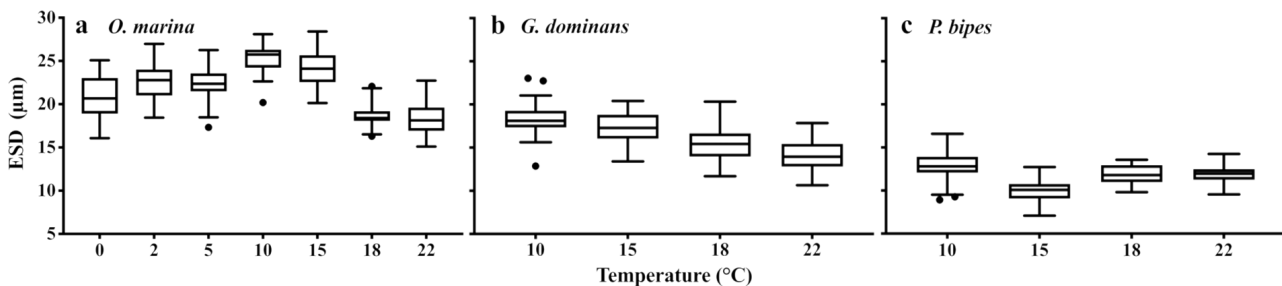 a O. marina
b G. dominans
c P. bipes
ESD (µm)
30
25
20
15
10
5
0 2 5 10 15 18 22
10 15 18 22
10 15 18 22
Temperature (°C)